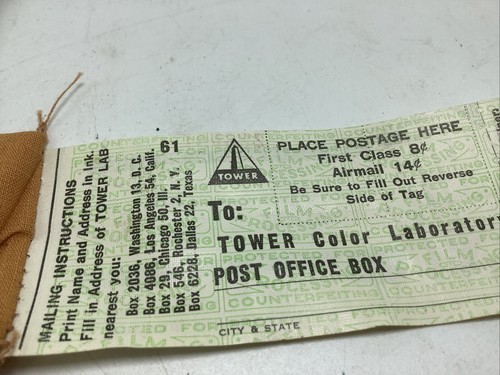 MAILING INSTRUCTIONS
Print Name and Address in Ink.
Fill in Address of TOWER LAB
nearest you:
Box 2036, Washington 13, D. C.
Box 4086, Los Angeles 54, Calif.
Box 29, Chicago 50, Ill.
Box 546, Rochester 2, N. Y.
Box 6228, Dallas 22, Texas
61
TOWER
PLACE POSTAGE HERE
First Class 8¢
Airmail 14¢
Be Sure to Fill Out Reverse
Side of Tag
To:
TOWER Color Laborator
POST OFFICE BOX
CITY & STATE